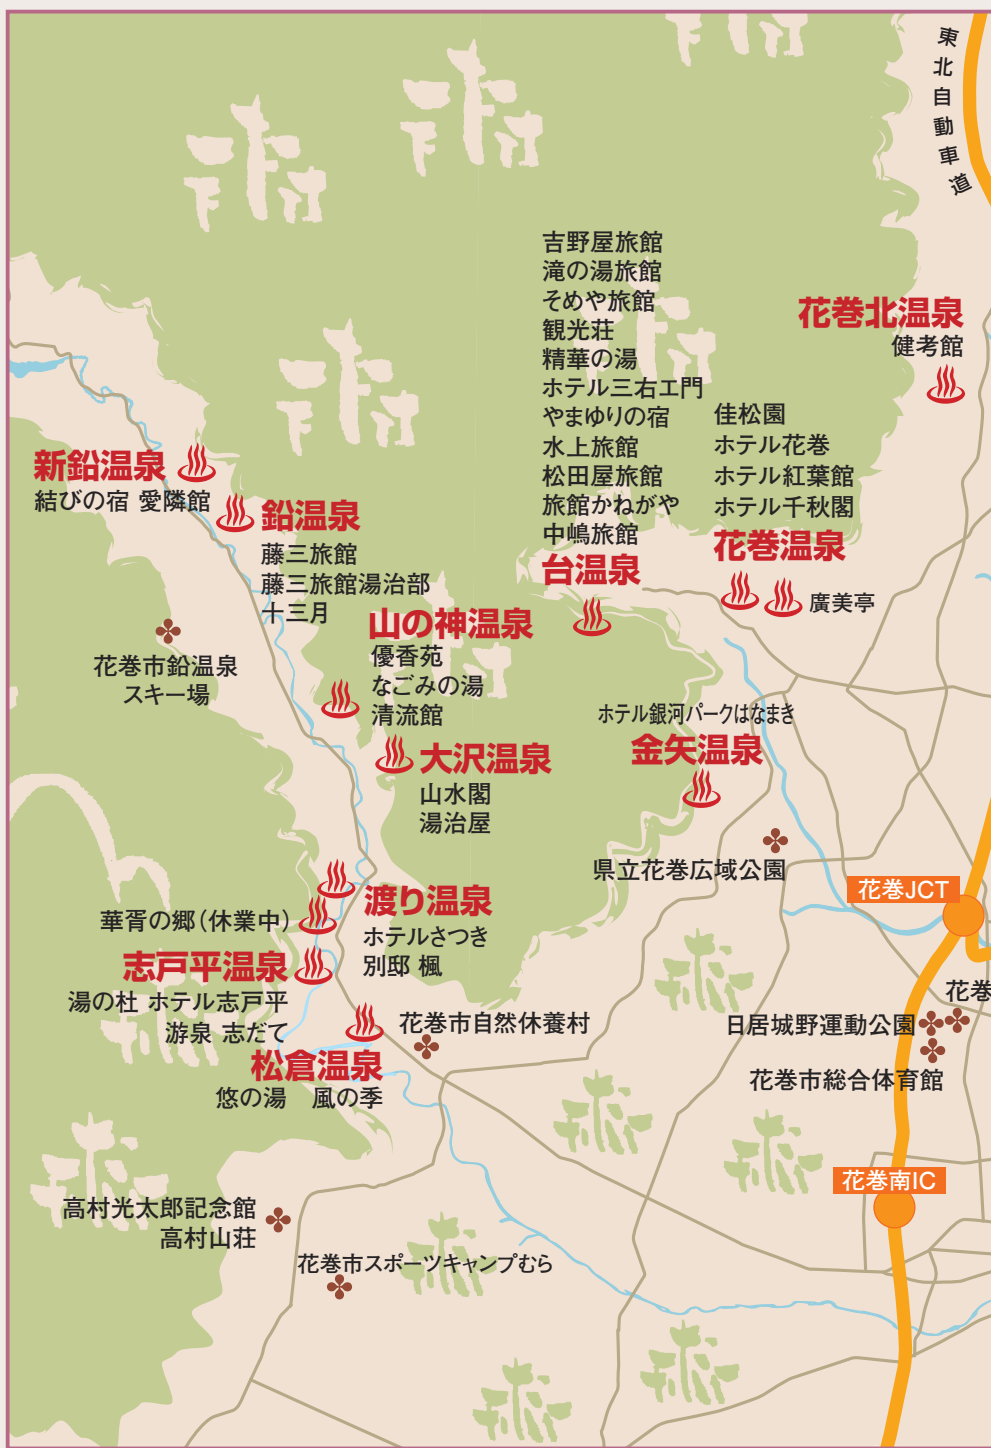 東北自動車道
吉野屋旅館
滝の湯旅館
そめや旅館
観光荘
精華の湯
ホテル三右エ門
やまゆりの宿
水上旅館
松田屋旅館
旅館かねがや
中嶋旅館
台温泉
花巻北温泉
健考館
佳松園
ホテル花巻
ホテル紅葉館
ホテル千秋閣
花巻温泉
廣美亭
新鉛温泉
結びの宿 愛隣館
鉛温泉
藤三旅館
藤三旅館湯治部
十三月
花巻市鉛温泉
スキー場
山の神温泉
優香苑
なごみの湯
清流館
大沢温泉
山水閣
湯治屋
ホテル銀河パークはなまき
金矢温泉
県立花巻広域公園
花巻JCT
渡り温泉
ホテルさつき
別邸 楓
華胥の郷(休業中)
志戸平温泉
湯の杜 ホテル志戸平
游泉 志だて
松倉温泉
悠の湯 風の季
花巻市自然休養村
花巻
日居城野運動公園
花巻市総合体育館
花巻南IC
高村光太郎記念館
高村山荘
花巻市スポーツキャンプむら